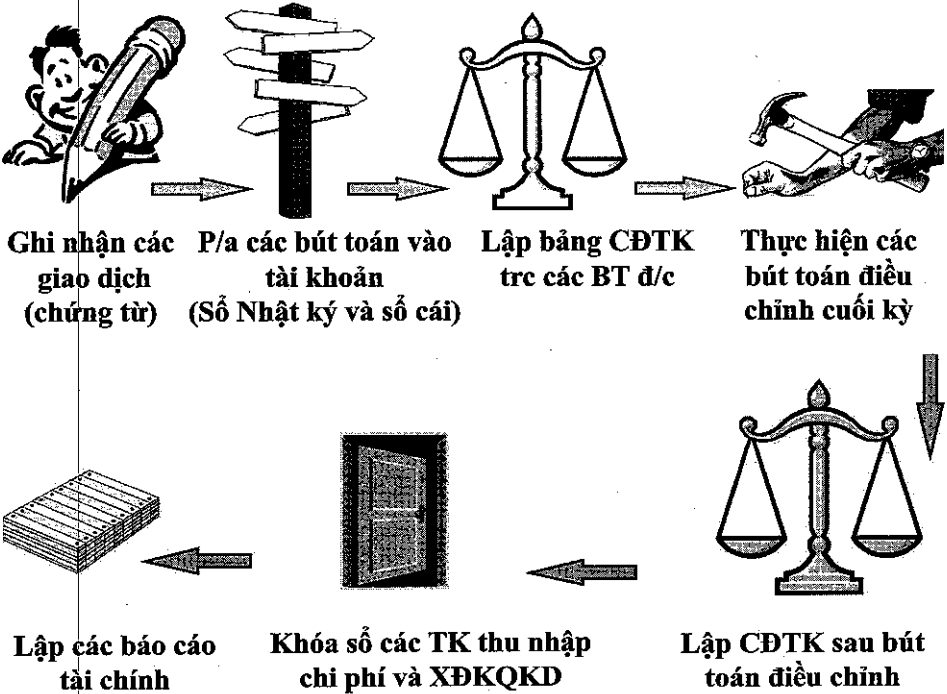 Ghi nhận các
giao dịch
(chứng từ)
P/a các bút toán vào
tài khoản
(Sổ Nhật ký và sổ cái)
Lập bảng CĐTK
trc các BT đ/c
Thực hiện các
bút toán điều
chỉnh cuối kỳ
Lập CĐTK sau bút
toán điều chỉnh
Khóa sổ các TK thu nhập
chi phí và XĐKQKD
Lập các báo cáo
tài chính